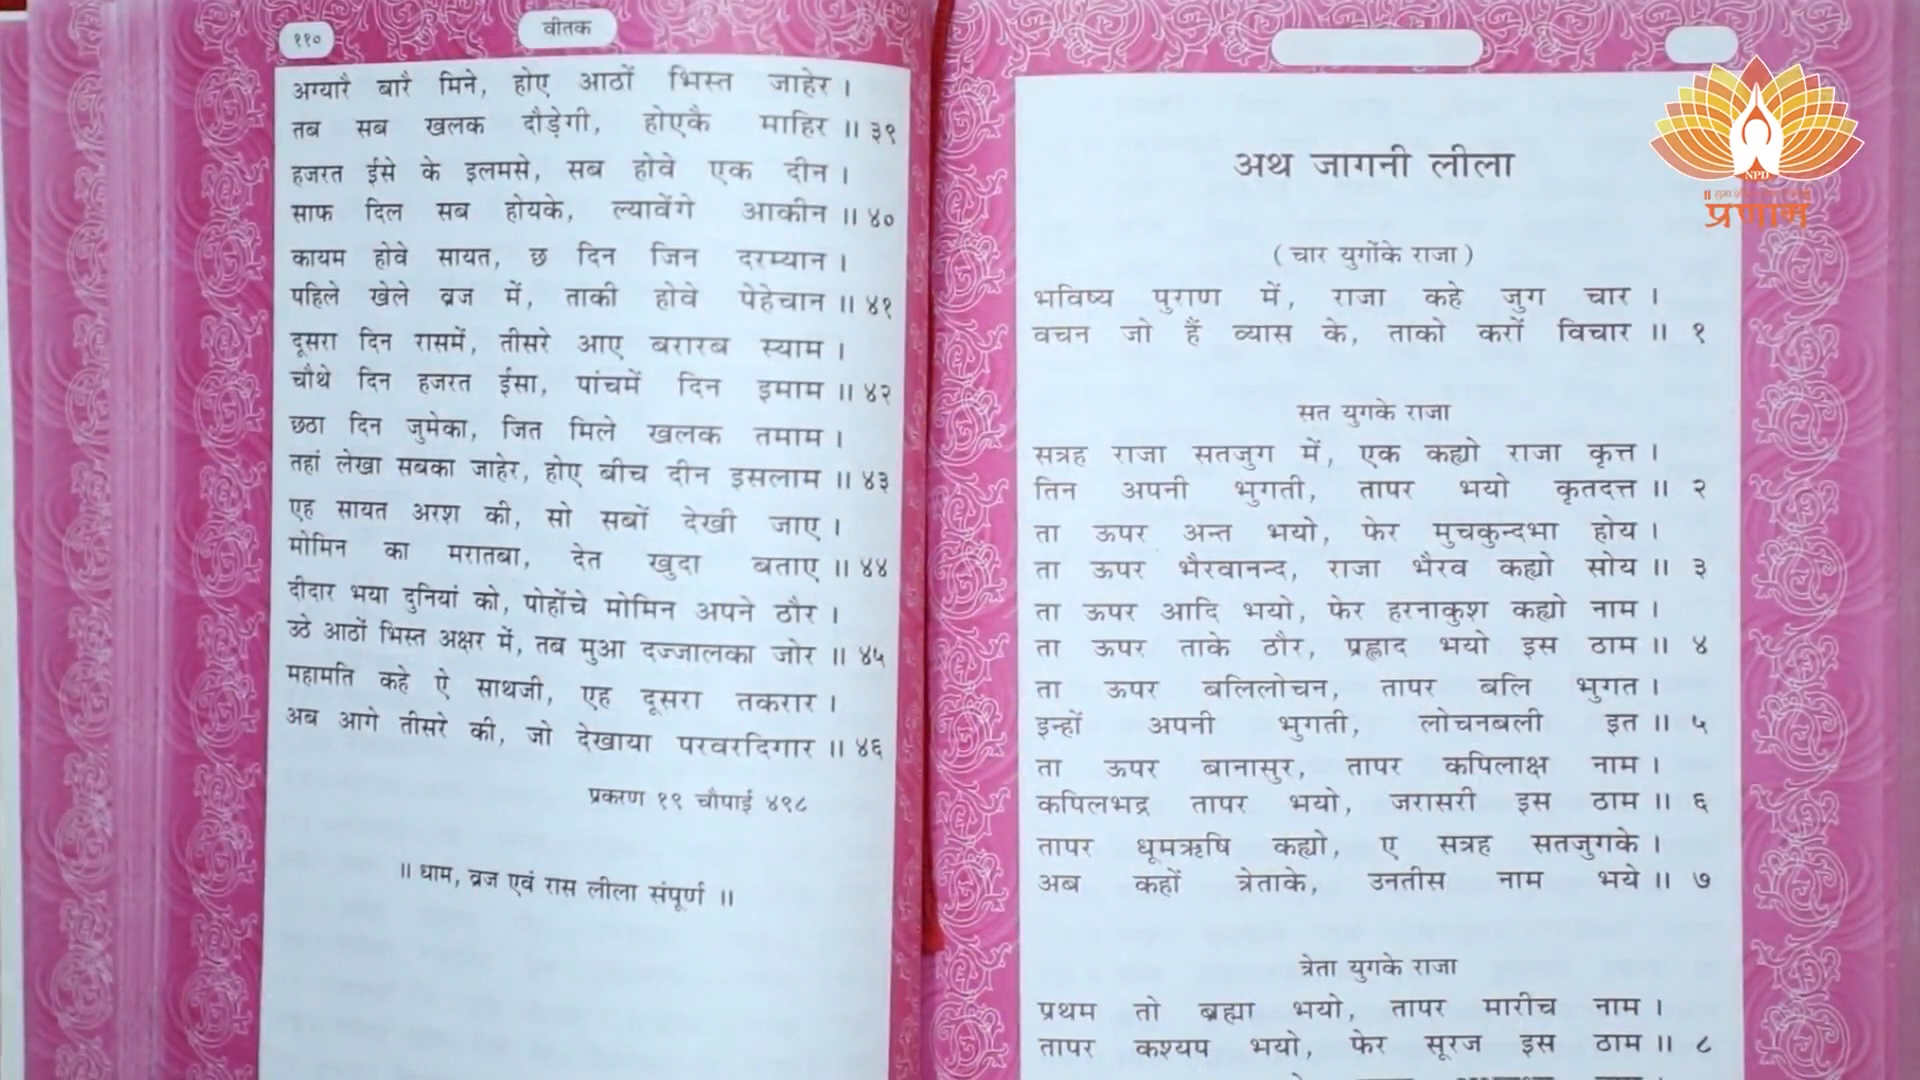 ११०
वीतक
अग्यारै बारै मिने, होए आठों भिस्त जाहेर ।
तब सब खलक दौड़ेगी, होएकै माहिर ॥ ३९
हजरत ईसे के इलमसे, सब होवे एक दीन ।
साफ दिल सब होयके, ल्यावेंगे आकीन ॥ ४०
कायम होवे सायत, छ दिन जिन दरम्यान ।
पहिले खेले व्रज में, ताकी होवे पेहेचान ॥ ४१
दूसरा दिन रासमें, तीसरे आए बरारब स्याम ।
चौथे दिन हजरत ईसा, पांचमें दिन इमाम ॥ ४२
छठा दिन जुमेका, जित मिले खलक तमाम ।
तहां लेखा सबका जाहेर, होए बीच दीन इसलाम ॥ ४३
एह सायत अरश की, सो सबों देखी जाए ।
मोमिन का मरातबा, देत खुदा बताए ॥ ४४
दीदार भया दुनियां को, पोहोंचे मोमिन अपने ठौर ।
उठे आठों भिस्त अक्षर में, तब मुआ दज्जालका जोर ॥ ४५
महामति कहे ऐ साथजी, एह दूसरा तकरार ।
अब आगे तीसरे की, जो देखाया परवरदिगार ॥ ४६
प्रकरण १९ चौपाई ४९८
॥ धाम, व्रज एवं रास लीला संपूर्ण ॥
अथ जागनी लीला
( चार युगोंके राजा )
भविष्य पुराण में, राजा कहे जुग चार ।
वचन जो हैं व्यास के, ताको करों विचार ॥ १
सत युगके राजा
सत्रह राजा सतजुग में, एक कह्यो राजा कृत्त ।
तिन अपनी भुगती, तापर भयो कृतदत्त ॥ २
ता ऊपर अन्त भयो, फेर मुचकुन्दभा होय ।
ता ऊपर भैरवानन्द, राजा भैरव कह्यो सोय ॥ ३
ता ऊपर आदि भयो, फेर हरनाकुश कह्यो नाम ।
ता ऊपर ताके ठौर, प्रह्लाद भयो इस ठाम ॥ ४
ता ऊपर बलिलोचन, तापर बलि भुगत ।
इन्हों अपनी भुगती, लोचनबली इत ॥ ५
ता ऊपर बानासुर, तापर कपिलाक्ष नाम ।
कपिलभद्र तापर भयो, जरासरी इस ठाम ॥ ६
तापर धूमऋषि कह्यो, ए सत्रह सतजुगके ।
अब कहों त्रेताके, उनतीस नाम भये ॥ ७
त्रेता युगके राजा
प्रथम तो ब्रह्मा भयो, तापर मारीच नाम ।
तापर कश्यप भयो, फेर सूरज इस ठाम ॥ ८
NPD
प्रणाम